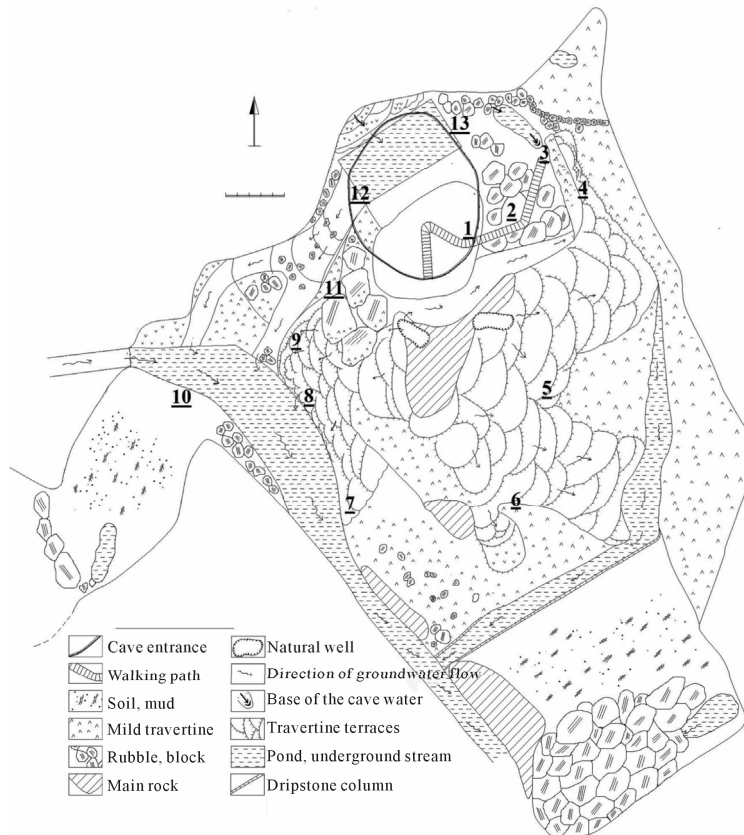 13
3
4
12
2
1
11
9
5
8
10
6
7
Cave entrance
Natural well
Walking path
Direction of groundwater flow
Soil, mud
Base of the cave water
Mild travertine
Travertine terraces
Rubble, block
Pond, underground stream
Main rock
Dripstone column